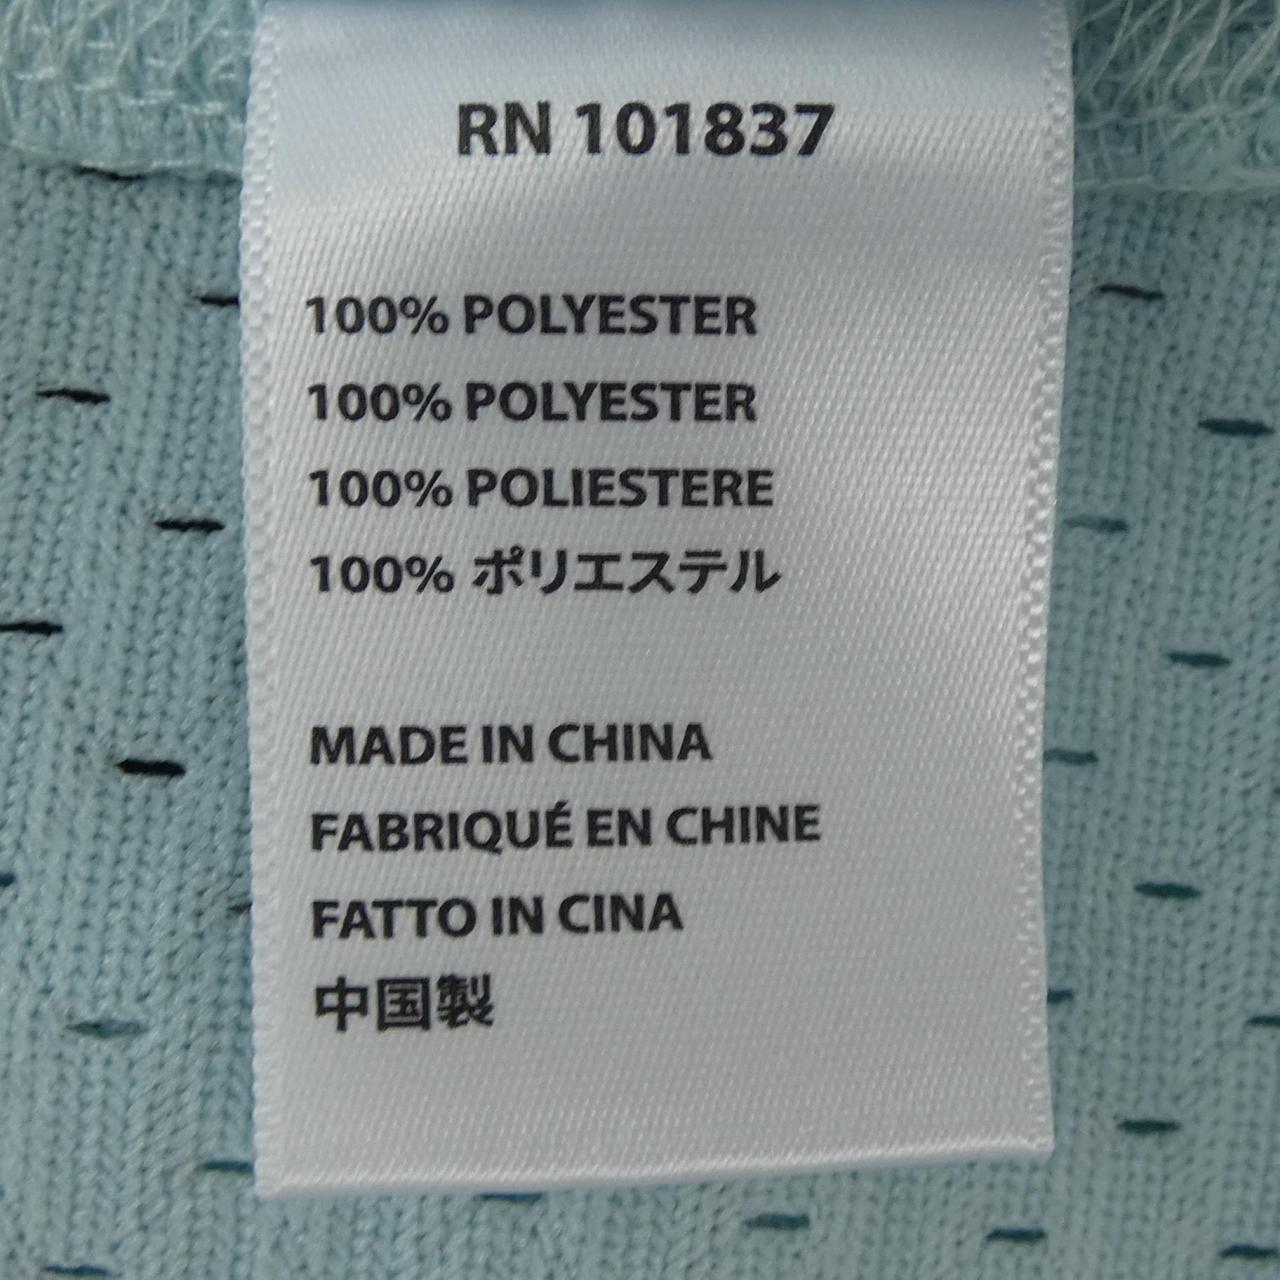 RN 101837
100% POLYESTER
100% POLYESTER
100% POLIESTERE
100% ポリエステル
MADE IN CHINA
FABRIQUÉ EN CHINE
FATTO IN CINA
中国製